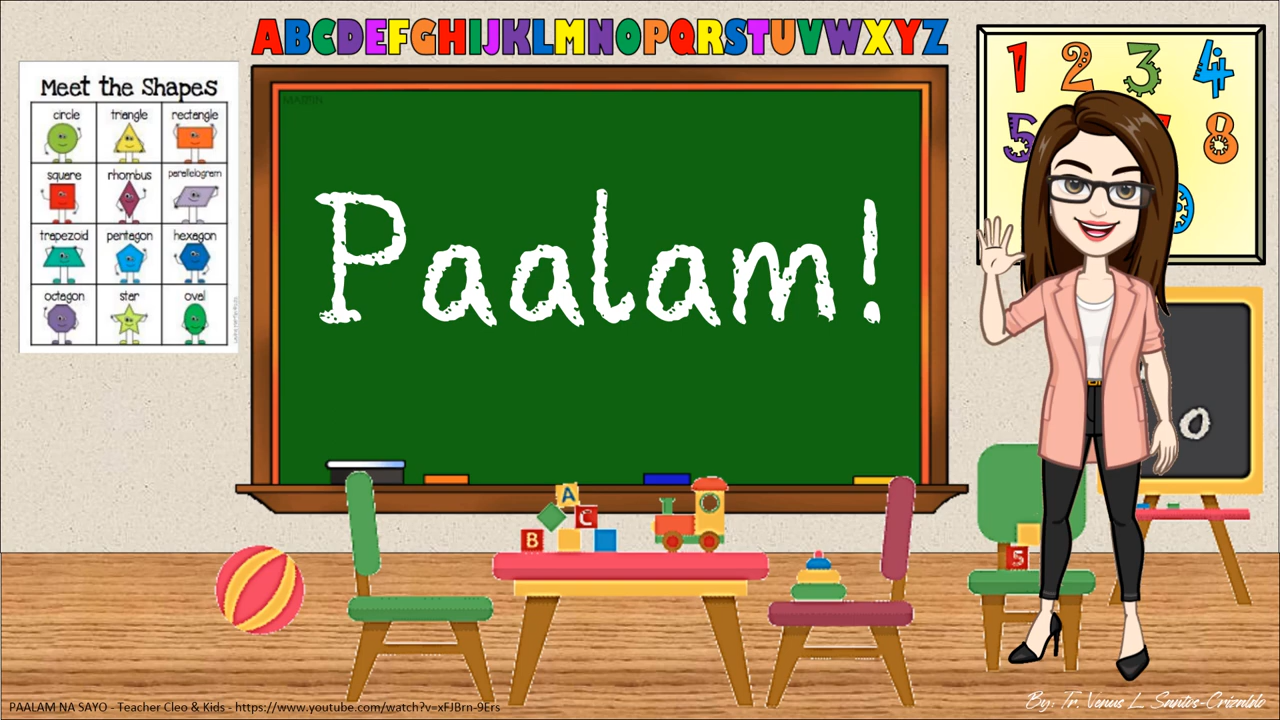 ABCDEFGHIJKLMNOPQRSTUVWXYZ
Meet the Shapes
circle triangle rectangle
square rhombus parallelogram
trapezoid pentagon hexagon
octagon star oval
MAIPIN
Paalam!
1 2 3 4
5 8
A
C
B
S
O
PAALAM NA SAYO - Teacher Cleo & Kids - https://www.youtube.com/watch?v=xFJBrn-9Ers
By: Tr. Venus L. Santos-Crizaldo